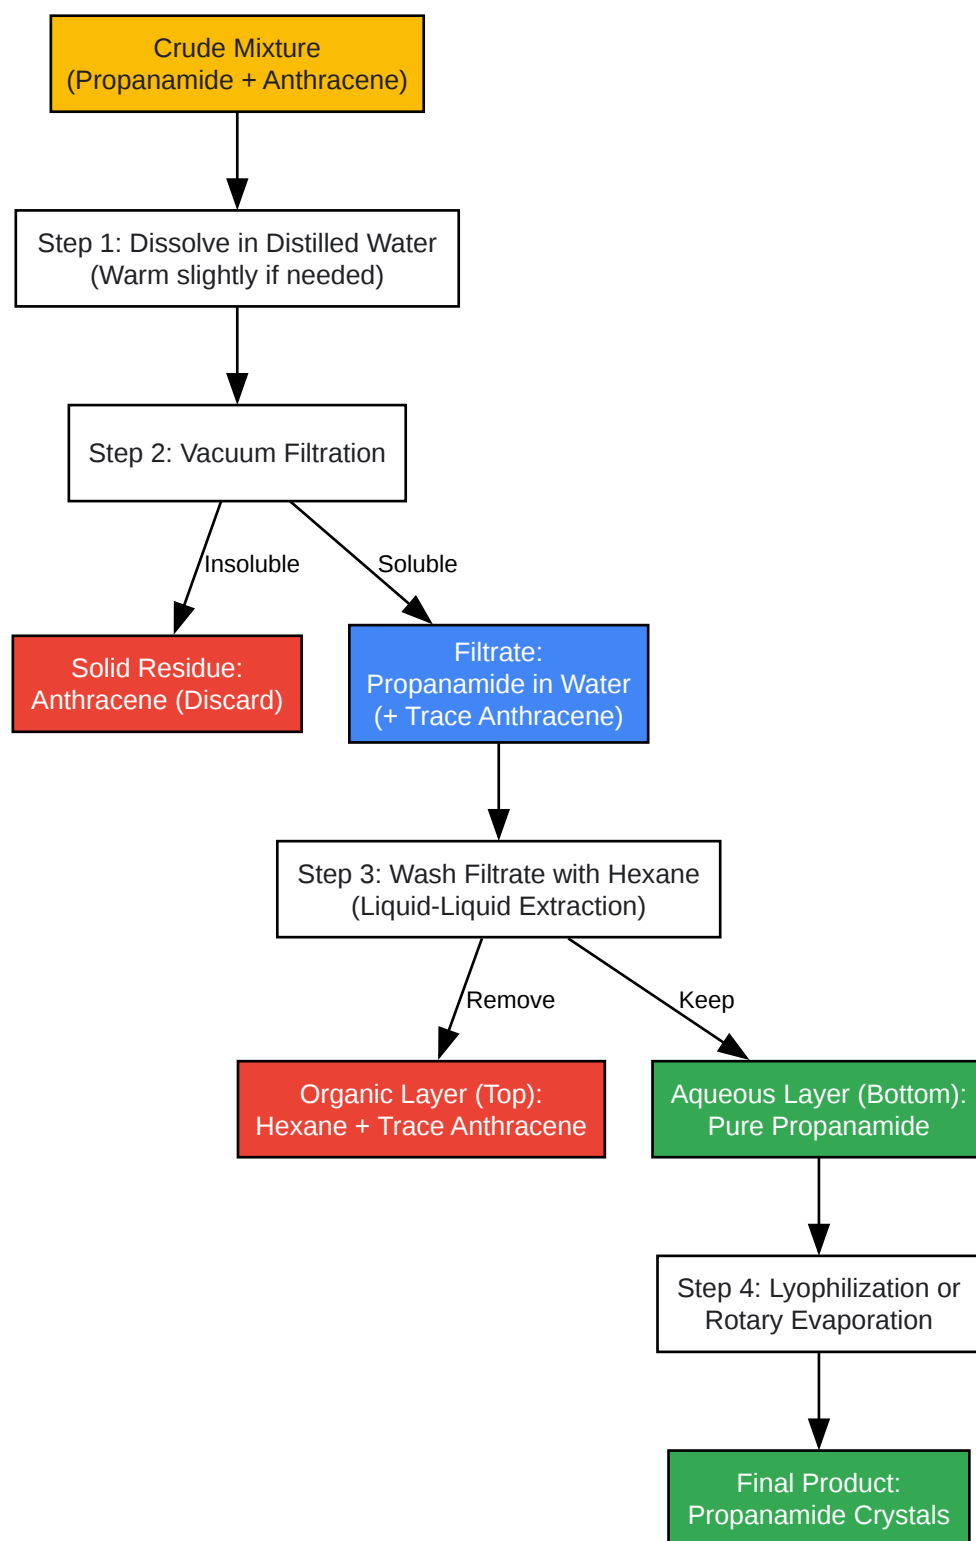 Crude Mixture
(Propanamide + Anthracene)
Step 1: Dissolve in Distilled Water
(Warm slightly if needed)
Step 2: Vacuum Filtration
Insoluble
Soluble
Solid Residue:
Anthracene (Discard)
Filtrate:
Propanamide in Water
(+ Trace Anthracene)
Step 3: Wash Filtrate with Hexane
(Liquid-Liquid Extraction)
Remove
Keep
Organic Layer (Top):
Hexane + Trace Anthracene
Aqueous Layer (Bottom):
Pure Propanamide
Step 4: Lyophilization or
Rotary Evaporation
Final Product:
Propanamide Crystals